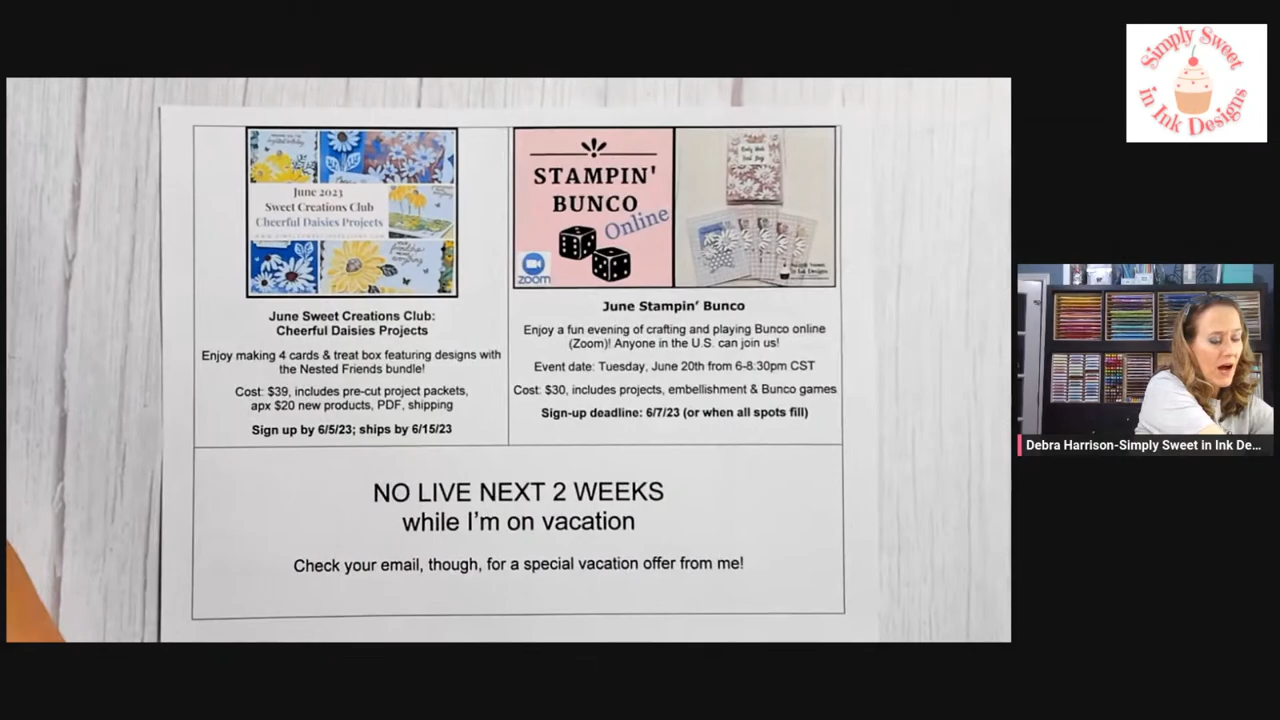 Simply Sweet
in Ink Designs
June 2023
Sweet Creations Club
Cheerful Daisies Projects
STAMPIN'
BUNCO
Online
zoom
June Sweet Creations Club:
Cheerful Daisies Projects
Enjoy making 4 cards & treat box featuring designs with
the Nested Friends bundle!
Cost: $39, includes pre-cut project packets,
apx $20 new products, PDF, shipping
Sign up by 6/5/23; ships by 6/15/23
June Stampin' Bunco
Enjoy a fun evening of crafting and playing Bunco online
(Zoom)! Anyone in the U.S. can join us!
Event date: Tuesday, June 20th from 6-8:30pm CST
Cost: $30, includes projects, embellishment & Bunco games
Sign-up deadline: 6/7/23 (or when all spots fill)
NO LIVE NEXT 2 WEEKS
while I'm on vacation
Check your email, though, for a special vacation offer from me!
Debra Harrison-Simply Sweet in Ink De...